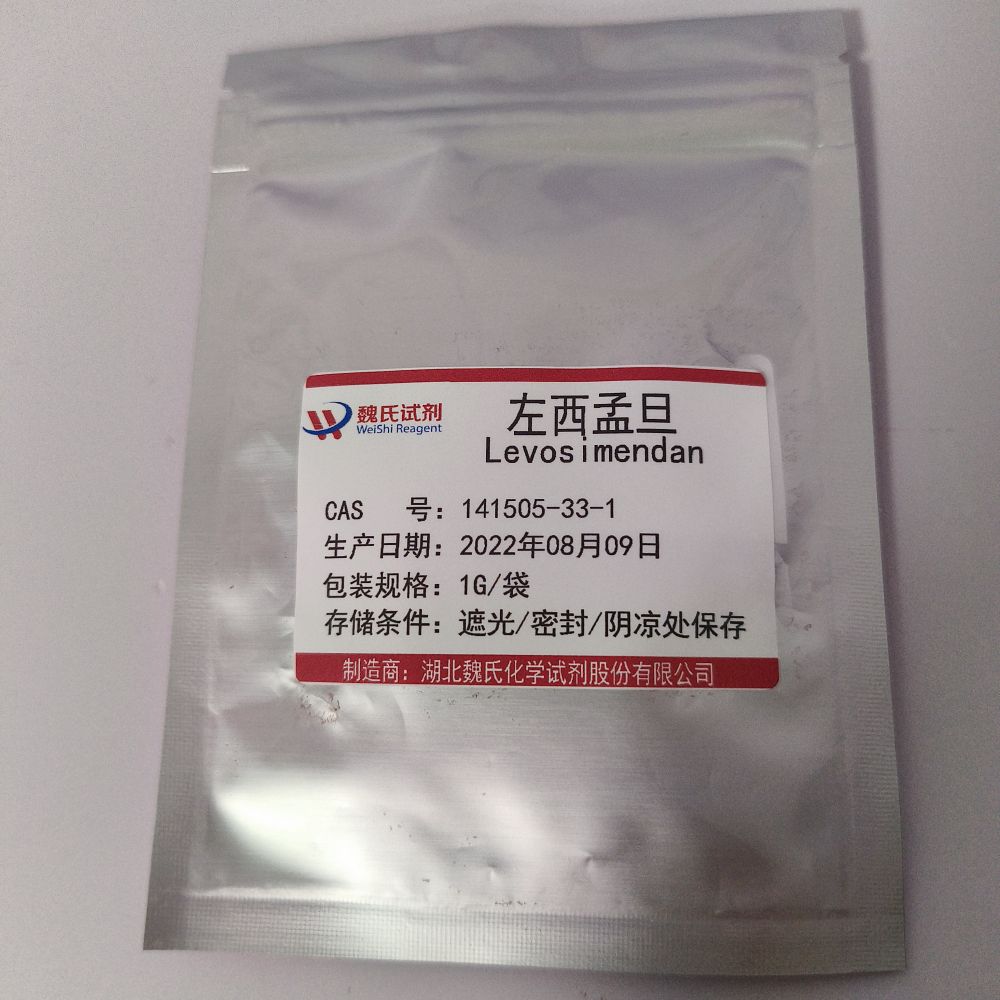 魏氏试剂
WeiShi Reagent
左西孟旦
Levosimendan
CAS 号：141505-33-1
生产日期：2022年08月09日
包装规格：1G/袋
存储条件：遮光/密封/阴凉处保存
制造商：湖北魏氏化学试剂股份有限公司